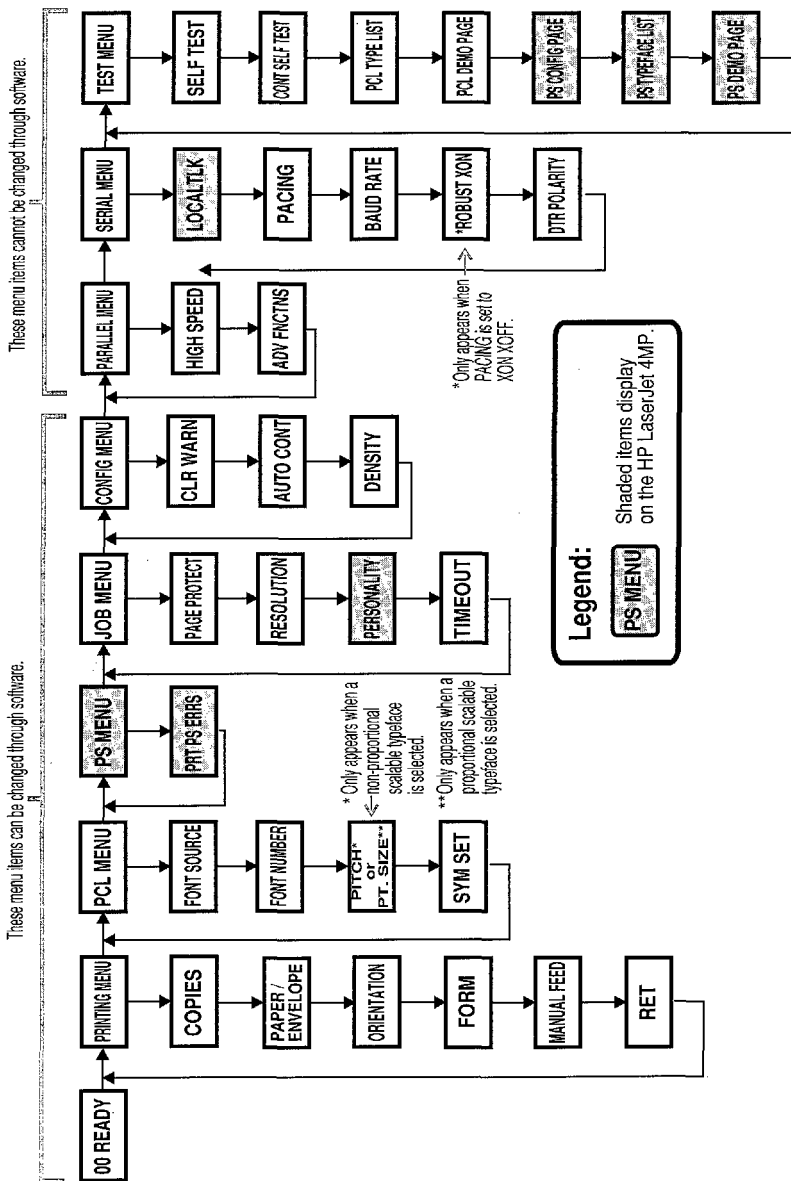 These menu items can be changed through software.
These menu items cannot be changed through software.
00 READY
PRINTING MENU
COPIES
PAPER /
ENVELOPE
ORIENTATION
FORM
MANUAL FEED
RET
PCL MENU
FONT SOURCE
FONT NUMBER
PITCH*
or
PT. SIZE**
SYM SET
* Only appears when a
non-proportional
scalable typeface
is selected.
**Only appears when a
proportional scalable
typeface is selected.
PS MENU
PRT PS ERRS
JOB MENU
PAGE PROTECT
RESOLUTION
PERSONALITY
TIMEOUT
CONFIG MENU
CLR WARN
AUTO CONT
DENSITY
PARALLEL MENU
HIGH SPEED
ADV FNCTNS
SERIAL MENU
LOCALTLK
PACING
BAUD RATE
*ROBUST XON
DTR POLARITY
*Only appears when
PACING is set to
XON XOFF.
TEST MENU
SELF TEST
CONT SELF TEST
PCL TYPE LIST
PCL DEMO PAGE
PS CONFIG PAGE
PS TYPEFACE LIST
PS DEMO PAGE
Legend:
PS MENU
Shaded items display
on the HP LaserJet 4MP.